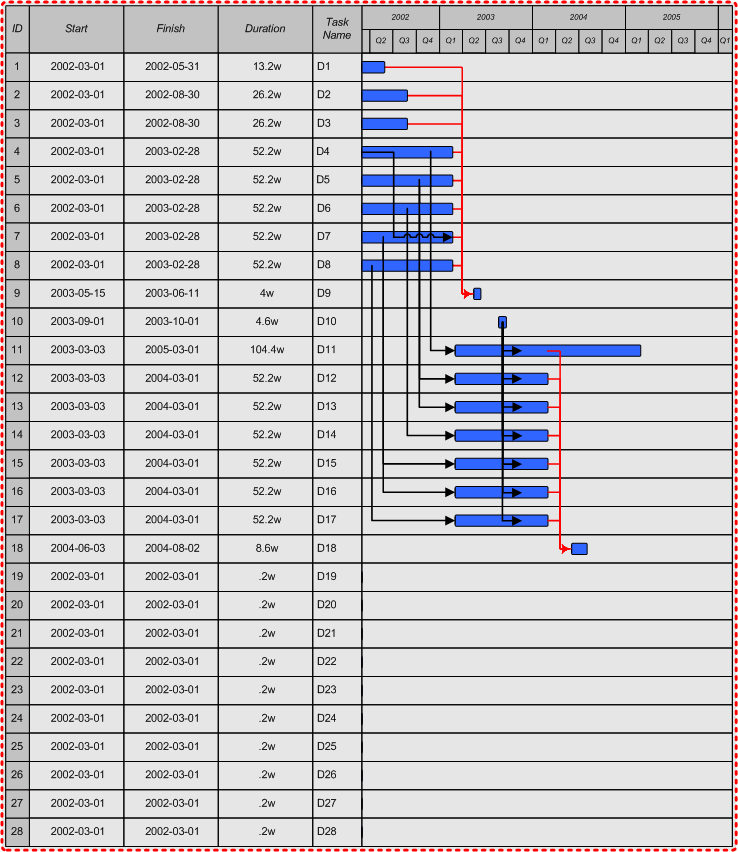 ID Start Finish Duration Task Name 2002 2003 2004 2005
Q2 Q3 Q4 Q1 Q2 Q3 Q4 Q1 Q2 Q3 Q4 Q1 Q2 Q3 Q4 Q1
1 2002-03-01 2002-05-31 13.2w D1
2 2002-03-01 2002-08-30 26.2w D2
3 2002-03-01 2002-08-30 26.2w D3
4 2002-03-01 2003-02-28 52.2w D4
5 2002-03-01 2003-02-28 52.2w D5
6 2002-03-01 2003-02-28 52.2w D6
7 2002-03-01 2003-02-28 52.2w D7
8 2002-03-01 2003-02-28 52.2w D8
9 2003-05-15 2003-06-11 4w D9
10 2003-09-01 2003-10-01 4.6w D10
11 2003-03-03 2005-03-01 104.4w D11
12 2003-03-03 2004-03-01 52.2w D12
13 2003-03-03 2004-03-01 52.2w D13
14 2003-03-03 2004-03-01 52.2w D14
15 2003-03-03 2004-03-01 52.2w D15
16 2003-03-03 2004-03-01 52.2w D16
17 2003-03-03 2004-03-01 52.2w D17
18 2004-06-03 2004-08-02 8.6w D18
19 2002-03-01 2002-03-01 .2w D19
20 2002-03-01 2002-03-01 .2w D20
21 2002-03-01 2002-03-01 .2w D21
22 2002-03-01 2002-03-01 .2w D22
23 2002-03-01 2002-03-01 .2w D23
24 2002-03-01 2002-03-01 .2w D24
25 2002-03-01 2002-03-01 .2w D25
26 2002-03-01 2002-03-01 .2w D26
27 2002-03-01 2002-03-01 .2w D27
28 2002-03-01 2002-03-01 .2w D28